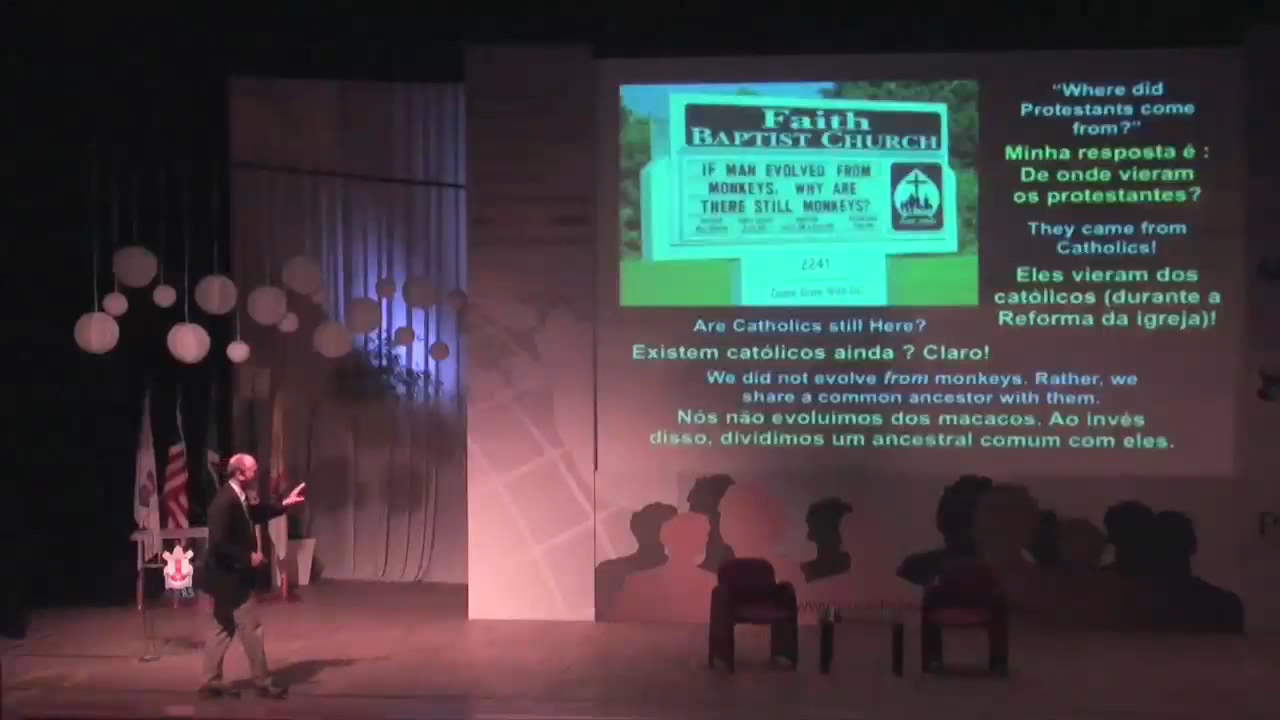 Faith
BAPTIST CHURCH
IF MAN EVOLVED FROM
MONKEYS, WHY ARE
THERE STILL MONKEYS?
2241
“Where did
Protestants come
from?”
Minha resposta é :
De onde vieram
os protestantes?
They came from
Catholics!
Eles vieram dos
católicos (durante a
Reforma da igreja)!
Are Catholics still Here?
Existem católicos ainda ? Claro!
We did not evolve from monkeys. Rather, we
share a common ancestor with them.
Nós não evoluimos dos macacos. Ao invés
disso, dividimos um ancestral comum com eles.